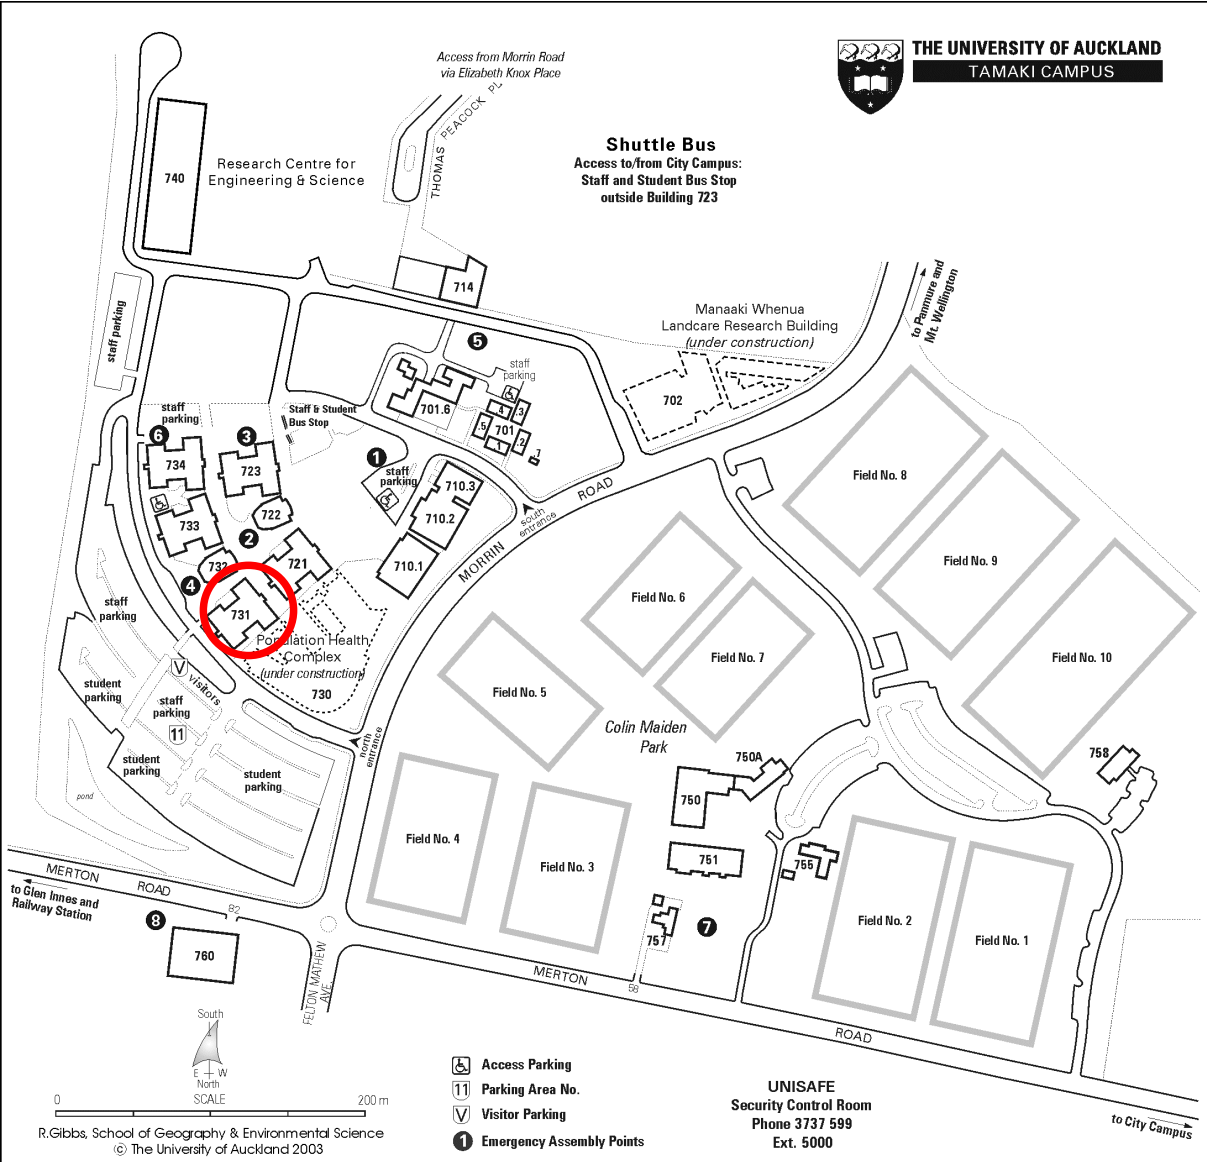 THE UNIVERSITY OF AUCKLAND
TAMAKI CAMPUS
Access from Morrin Road
via Elizabeth Knox Place
THOMAS PEACOCK PL
Shuttle Bus
Access to/from City Campus:
Staff and Student Bus Stop
outside Building 723
740
Research Centre for
Engineering & Science
714
to Panmure and
Mt. Wellington
Manaaki Whenua
Landcare Research Building
(under construction)
702
staff parking
5
staff
parking
701.6
701
.4
.3
.5
.2
.1
.7
staff
parking
Staff & Student
Bus Stop
6
3
1
734
723
staff
parking
710.3
710.2
710.1
south
entrance
MORRIN
ROAD
722
733
2
732
721
4
731
Population Health
Complex
(under construction)
730
staff
parking
student
parking
V
visitors
staff
parking
11
student
parking
student
parking
pond
north
entrance
Field No. 8
Field No. 9
Field No. 10
Field No. 6
Field No. 7
Field No. 5
Colin Maiden
Park
Field No. 4
Field No. 3
Field No. 2
Field No. 1
750A
750
751
755
757
758
7
MERTON
ROAD
to Glen Innes and
Railway Station
82
8
760
FELTON MATHEW
AVE.
MERTON
58
ROAD
to City Campus
South
E
W
North
SCALE
0
200 m
R.Gibbs, School of Geography & Environmental Science
© The University of Auckland 2003
Access Parking
11 Parking Area No.
V Visitor Parking
1 Emergency Assembly Points
UNISAFE
Security Control Room
Phone 3737 599
Ext. 5000